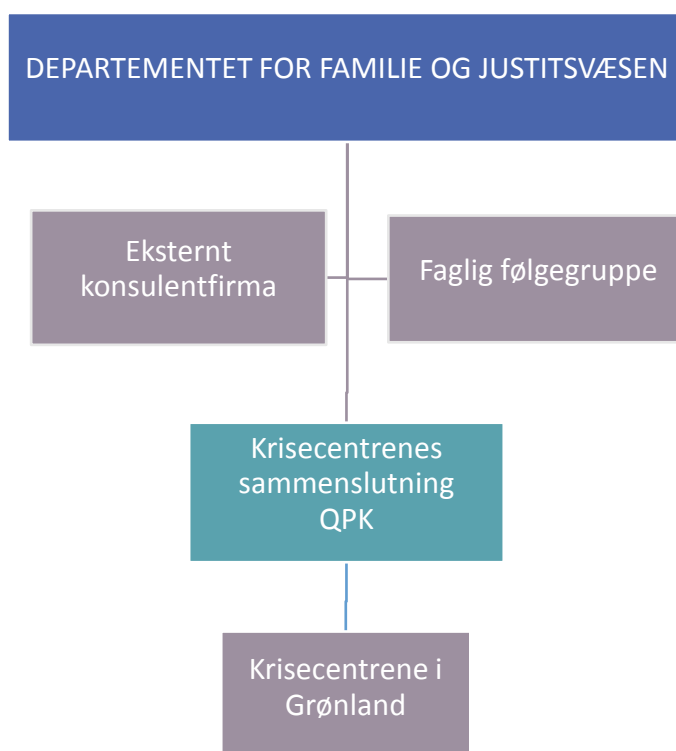 DEPARTEMENTET FOR FAMILIE OG JUSTITSVÆSEN
Eksternt
konsulentfirma
Faglig følgegruppe
Krisecentrenes
sammenslutning
QPK
Krisecentrene i
Grønland